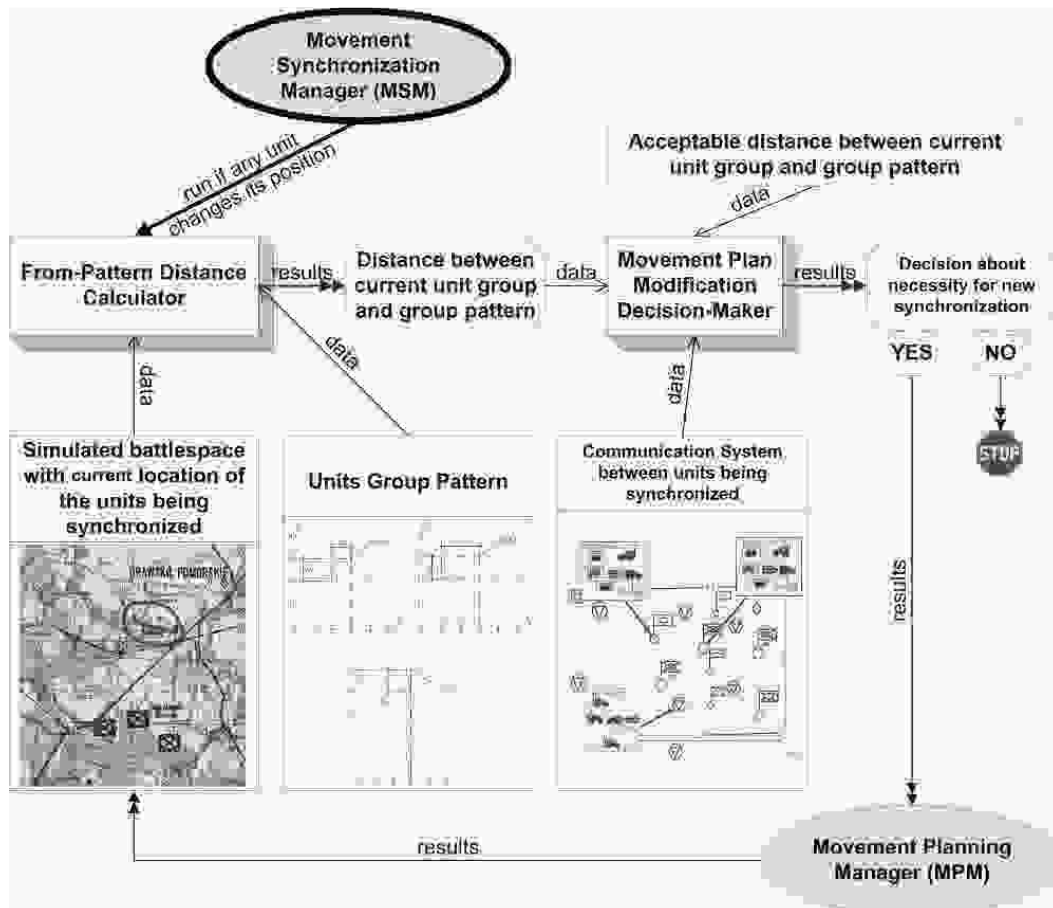 Movement
Synchronization
Manager (MSM)
run if any unit
changes its position
Acceptable distance between current
unit group and group pattern
data
From-Pattern Distance
Calculator
results
Distance between
current unit group
and group pattern
data
Movement Plan
Modification
Decision-Maker
results
Decision about
necessity for new
synchronization
YES
NO
data
data
data
Simulated battlespace
with current location of
the units being
synchronized
Units Group Pattern
Communication System
between units being
synchronized
STOP
results
results
Movement Planning
Manager (MPM)